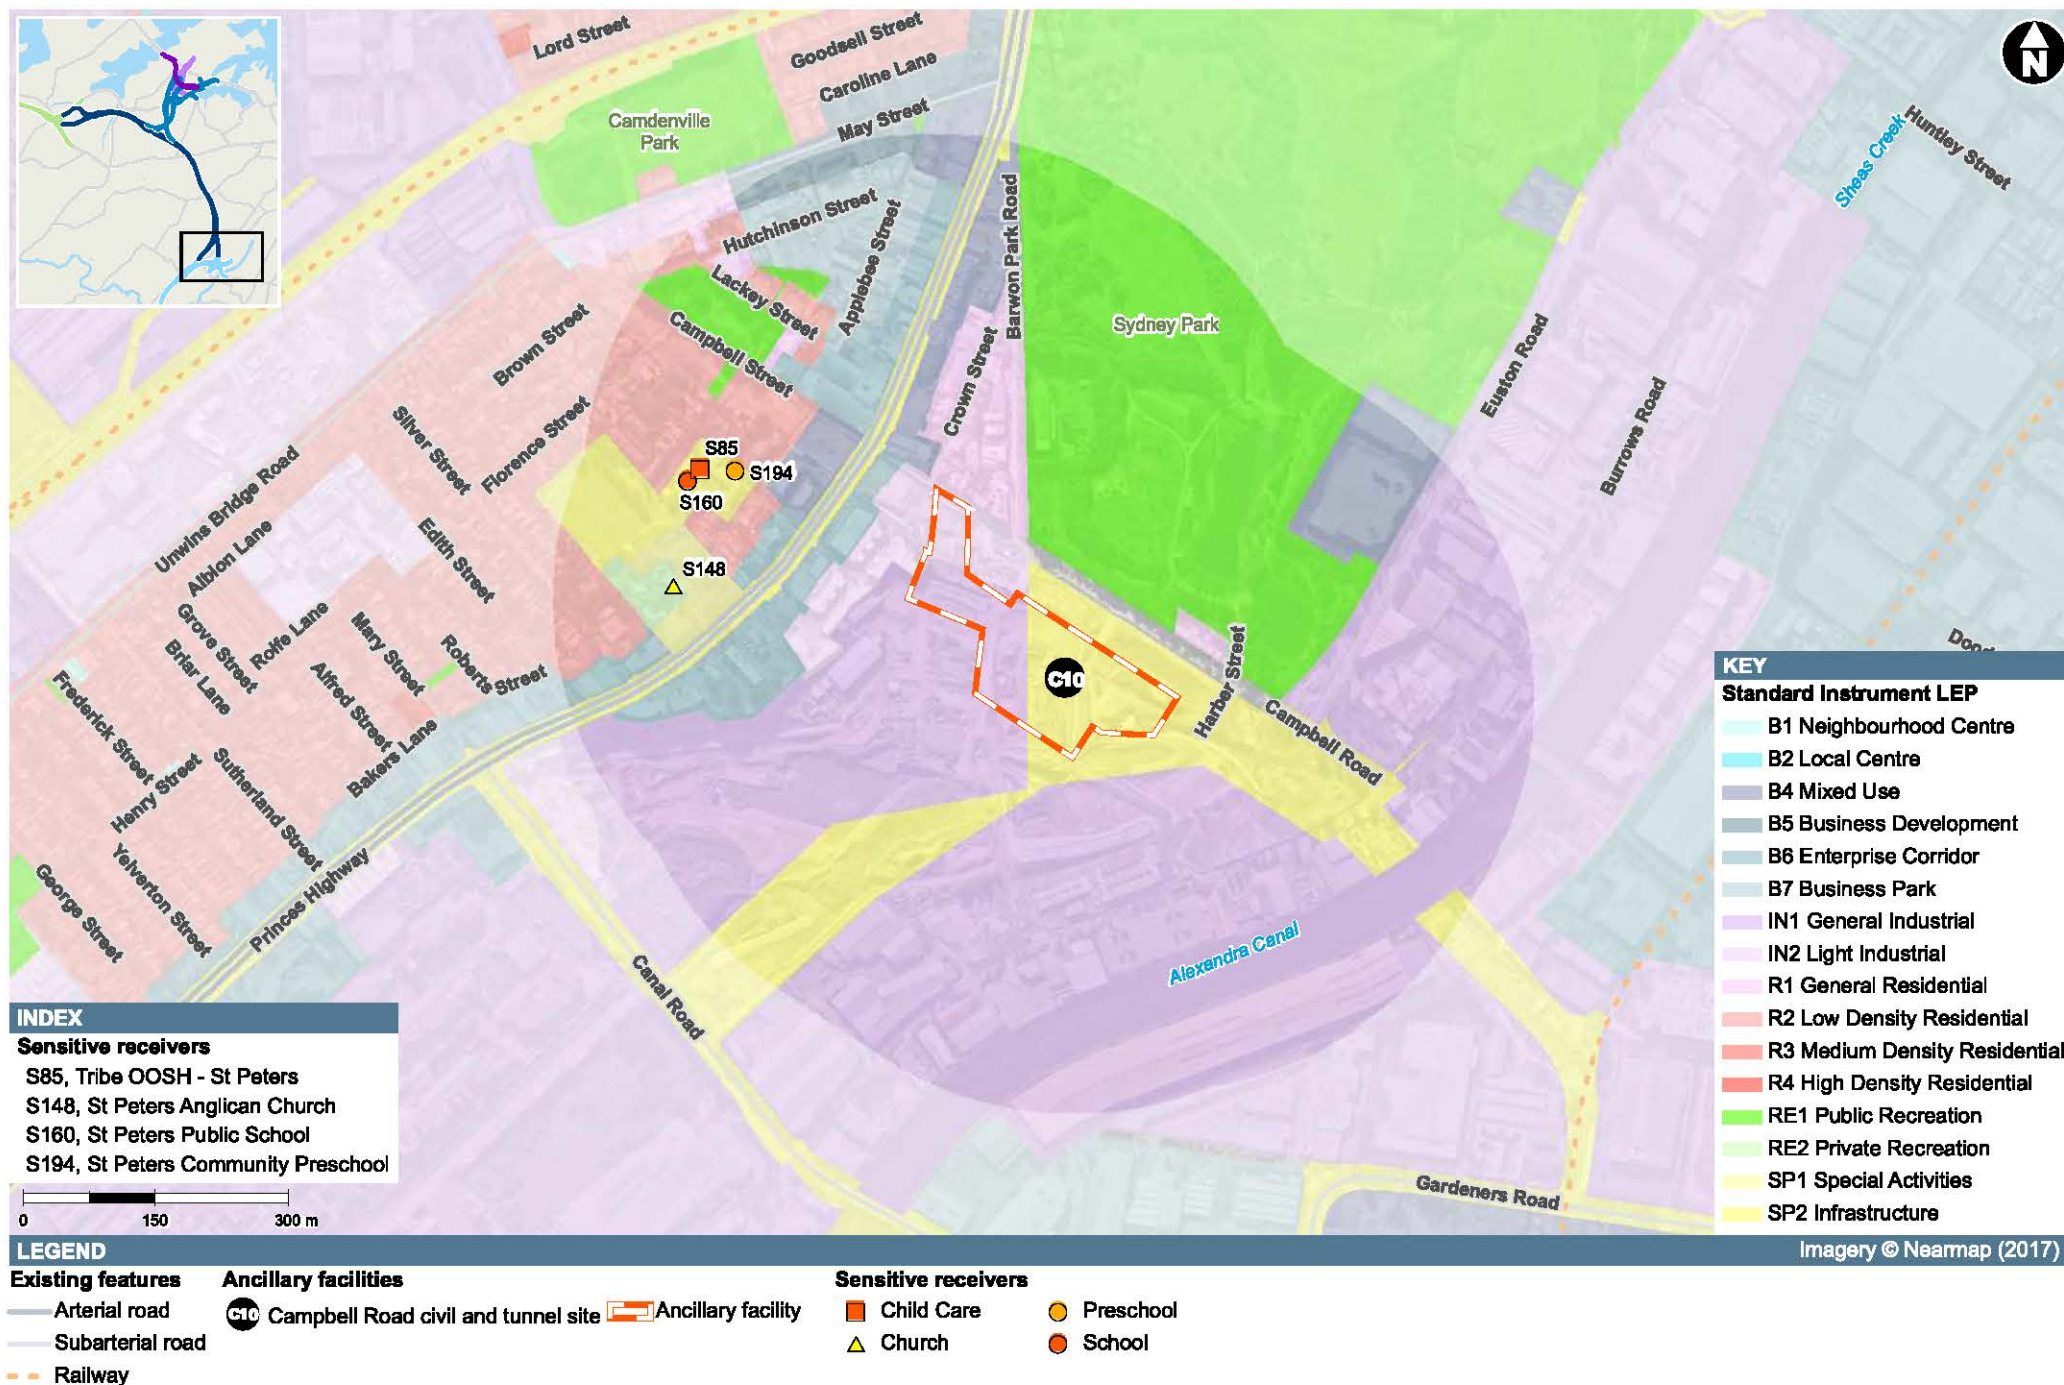 Lord Street
Goodsell Street
Caroline Lane
May Street
Camdenville
Park
N
Huntley Street
Sheas Creek
Hutchinson Street
Applebee Street
Barwon Park Road
Lackey Street
Campbell Street
Sydney Park
Crown Street
Brown Street
Euston Road
Burrows Road
Silver Street
Florence Street
S85
S194
S160
Unwins Bridge Road
Albion Lane
Edith Street
S148
Grove Street
Rolfe Lane
Briar Lane
Mary Street
Roberts Street
Alfred Street
Frederick Street
Bakers Lane
Sutherland Street
Henry Street
Yelverton Street
George Street
Princes Highway
C10
Harber Street
Campbell Road
Canal Road
Alexandra Canal
Gardeners Road
KEY
Standard Instrument LEP
B1 Neighbourhood Centre
B2 Local Centre
B4 Mixed Use
B5 Business Development
B6 Enterprise Corridor
B7 Business Park
IN1 General Industrial
IN2 Light Industrial
R1 General Residential
R2 Low Density Residential
R3 Medium Density Residential
R4 High Density Residential
RE1 Public Recreation
RE2 Private Recreation
SP1 Special Activities
SP2 Infrastructure
INDEX
Sensitive receivers
S85, Tribe OOSH - St Peters
S148, St Peters Anglican Church
S160, St Peters Public School
S194, St Peters Community Preschool
0 150 300 m
LEGEND
Imagery © Nearmap (2017)
Existing features
Arterial road
Subarterial road
Railway
Ancillary facilities
C10 Campbell Road civil and tunnel site
Ancillary facility
Sensitive receivers
Child Care
Church
Preschool
School